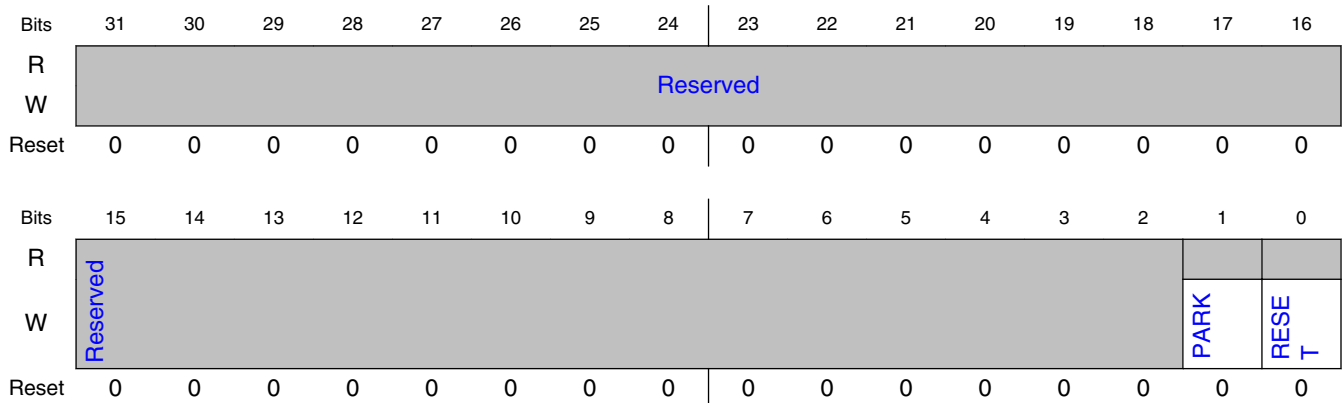 Bits 31 30 29 28 27 26 25 24 23 22 21 20 19 18 17 16
R
Reserved
W
Reset 0 0 0 0 0 0 0 0 0 0 0 0 0 0 0 0
Bits 15 14 13 12 11 10 9 8 7 6 5 4 3 2 1 0
R
W
Reserved
PARK
RESE
T
Reset 0 0 0 0 0 0 0 0 0 0 0 0 0 0 0 0